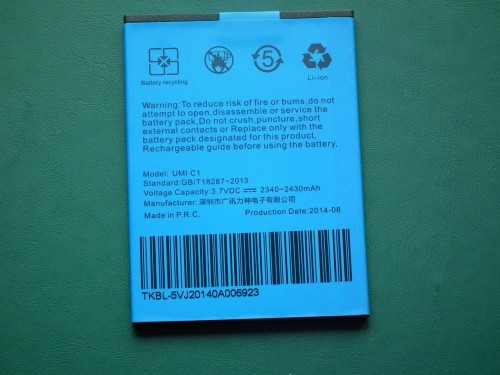 5
Battery recycling
Li-ion
Warning:To reduce risk of fire or bums,do not
attempt to open,disassemble or service the
battery pack,Do not crush,puncture,short
external contacts or Replace only with
battery pack designated for this product,
Rechargeable guide before using the battery.
Model: UMI C1
Standard:GB/T18287-2013
Voltage Capacity:3.7VDC ⎓ 2340-2430mAh
Manufacturer:深圳市广讯力神电子有限公司
Made in P.R.C. Production Date:2014-08
TKBL-5VJ20140A006923